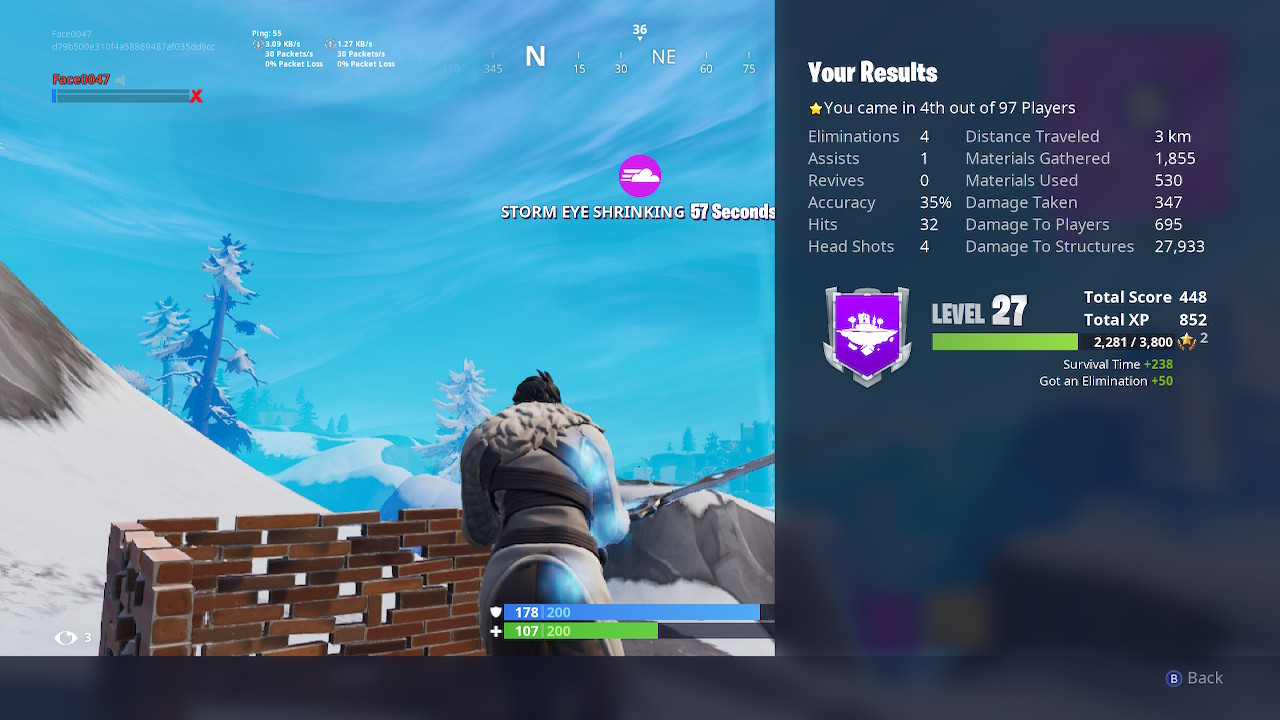 Face0047
d79b500e310f4a58869487af035dd9cc
Ping: 55
3.09 KB/s 1.27 KB/s
30 Packets/s 30 Packets/s
0% Packet Loss 0% Packet Loss
Face0047 X
36
330 345 N 15 30 NE 60 75
STORM EYE SHRINKING 57 Seconds
178 | 200
107 | 200
3
Your Results
You came in 4th out of 97 Players
Eliminations 4 Distance Traveled 3 km
Assists 1 Materials Gathered 1,855
Revives 0 Materials Used 530
Accuracy 35% Damage Taken 347
Hits 32 Damage To Players 695
Head Shots 4 Damage To Structures 27,933
LEVEL 27
Total Score 448
Total XP 852
2,281 / 3,800 2
Survival Time +238
Got an Elimination +50
B Back